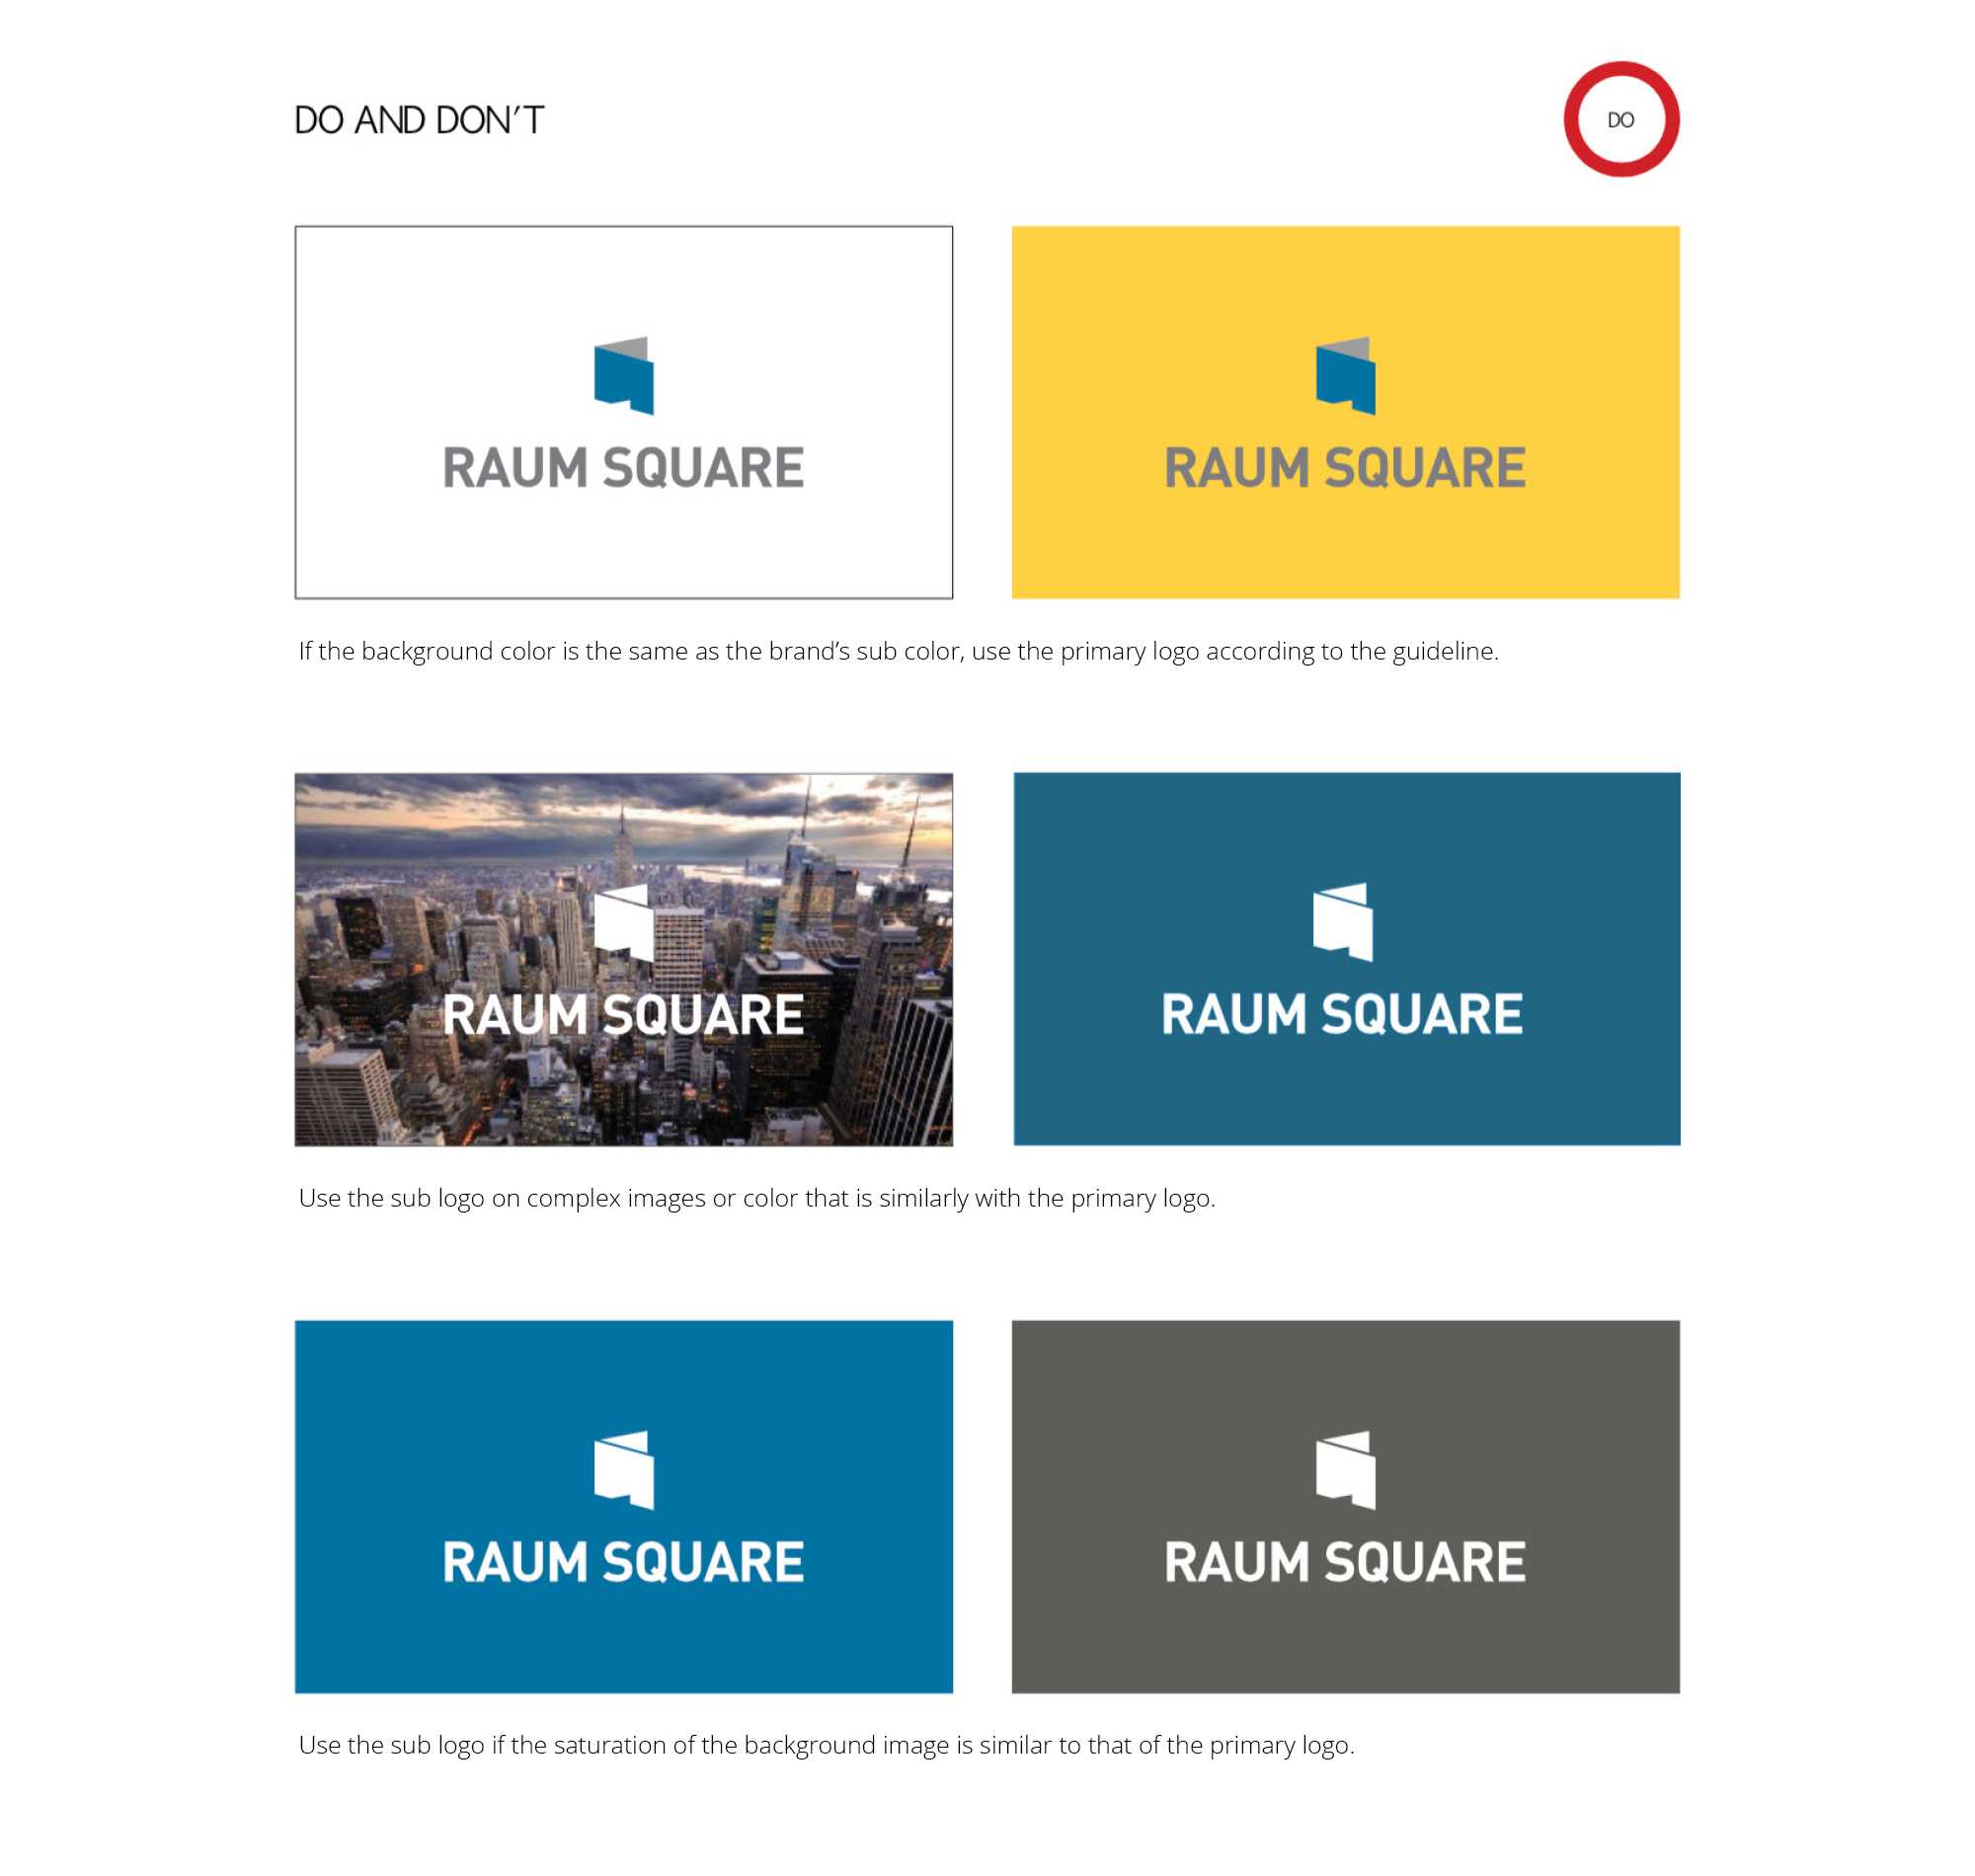 DO AND DON’T
DO
RAUM SQUARE
RAUM SQUARE
If the background color is the same as the brand’s sub color, use the primary logo according to the guideline.
RAUM SQUARE
RAUM SQUARE
Use the sub logo on complex images or color that is similarly with the primary logo.
RAUM SQUARE
RAUM SQUARE
Use the sub logo if the saturation of the background image is similar to that of the primary logo.